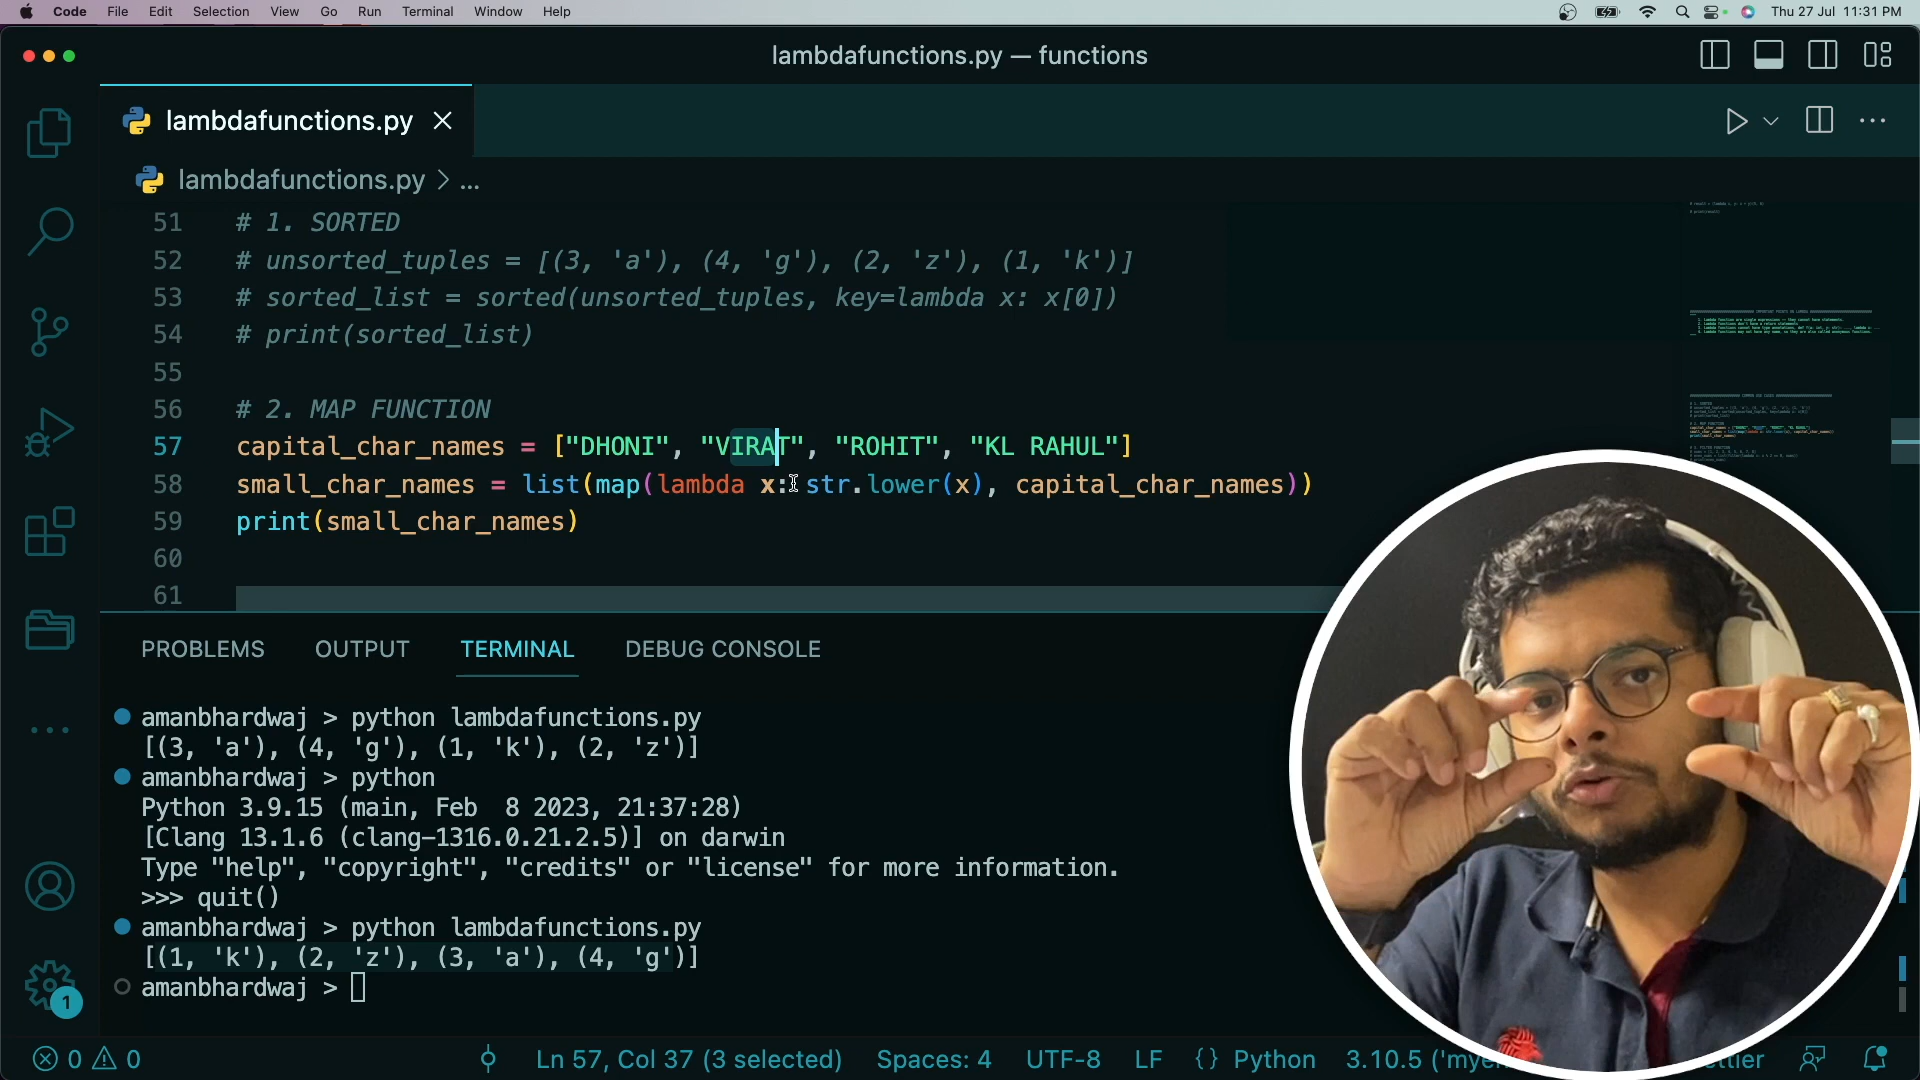 Code File Edit Selection View Go Run Terminal Window Help Thu 27 Jul 11:31 PM
lambdafunctions.py — functions
lambdafunctions.py
lambdafunctions.py > ...
51 # 1. SORTED
52 # unsorted_tuples = [(3, 'a'), (4, 'g'), (2, 'z'), (1, 'k')]
53 # sorted_list = sorted(unsorted_tuples, key=lambda x: x[0])
54 # print(sorted_list)
55
56 # 2. MAP FUNCTION
57 capital_char_names = ["DHONI", "VIRAT", "ROHIT", "KL RAHUL"]
58 small_char_names = list(map(lambda x: str.lower(x), capital_char_names))
59 print(small_char_names)
60
61
PROBLEMS OUTPUT TERMINAL DEBUG CONSOLE
amanbhardwaj > python lambdafunctions.py
[(3, 'a'), (4, 'g'), (1, 'k'), (2, 'z')]
amanbhardwaj > python
Python 3.9.15 (main, Feb  8 2023, 21:37:28)
[Clang 13.1.6 (clang-1316.0.21.2.5)] on darwin
Type "help", "copyright", "credits" or "license" for more information.
>>> quit()
amanbhardwaj > python lambdafunctions.py
[(1, 'k'), (2, 'z'), (3, 'a'), (4, 'g')]
amanbhardwaj >
1
0 0 Ln 57, Col 37 (3 selected) Spaces: 4 UTF-8 LF {} Python 3.10.5